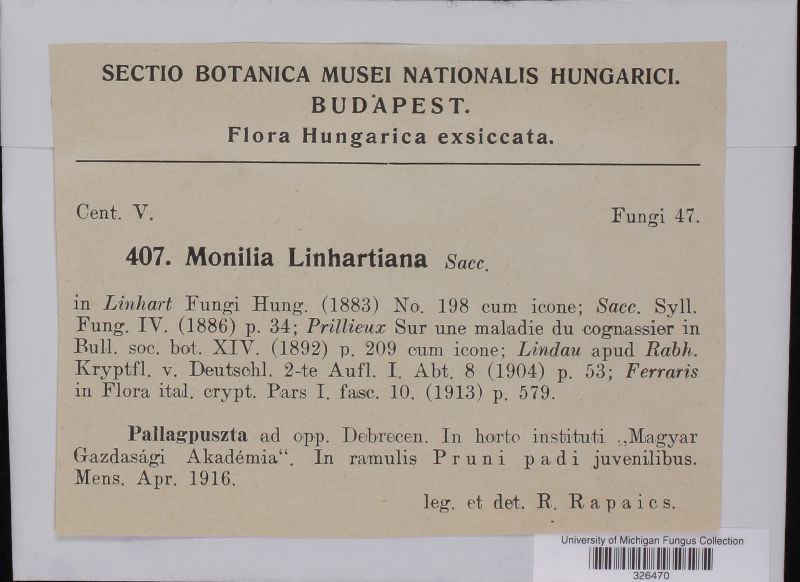 SECTIO BOTANICA MUSEI NATIONALIS HUNGARICI.
BUDAPEST.
Flora Hungarica exsiccata.
Cent. V.
Fungi 47.
407. Monilia Linhartiana Sacc.
in Linhart Fungi Hung. (1883) No. 198 cum icone; Sacc. Syll.
Fung. IV. (1886) p. 34; Prillieux Sur une maladie du cognassier in
Bull. soc. bot. XIV. (1892) p. 209 cum icone; Lindau apud Rabh.
Kryptfl. v. Deutschl. 2-te Aufl. I. Abt. 8 (1904) p. 53; Ferraris
in Flora ital. crypt. Pars I. fasc. 10. (1913) p. 579.
Pallagpuszta ad opp. Debrecen. In horto instituti „Magyar
Gazdasági Akadémia“. In ramulis Pruni padi juvenilibus.
Mens. Apr. 1916.
leg. et det. R. Rapaics.
University of Michigan Fungus Collection
326470